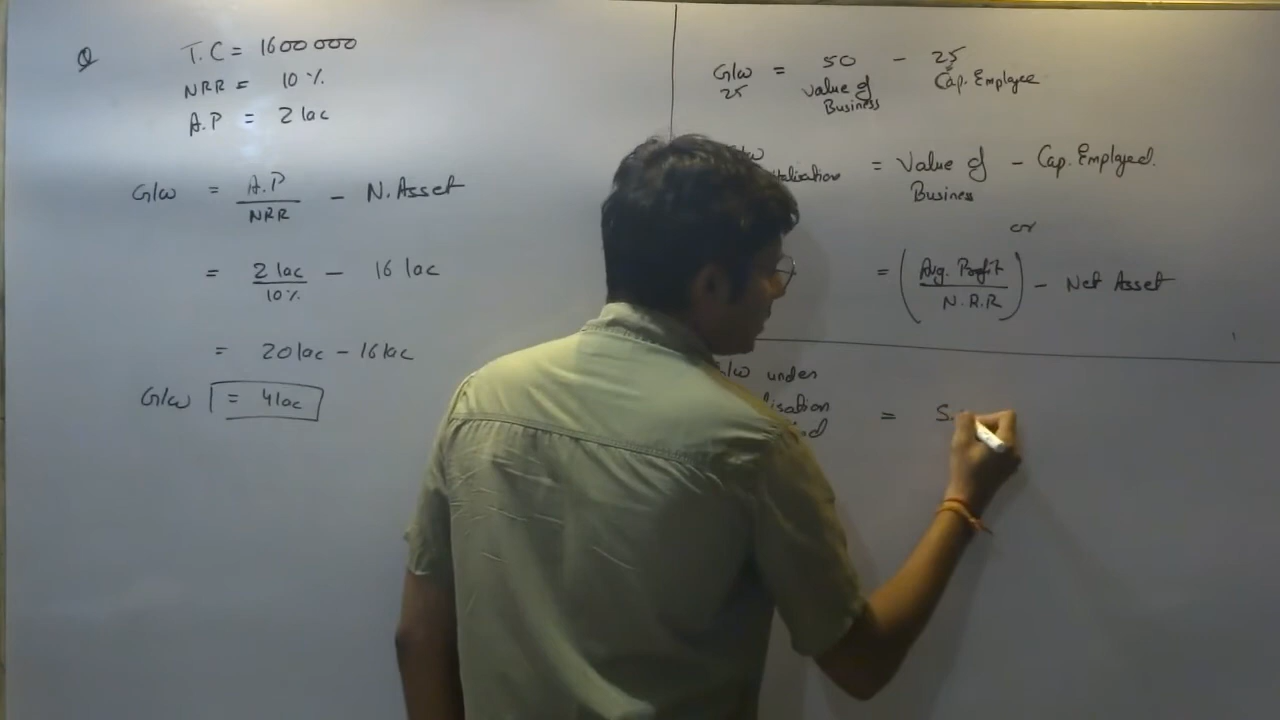 Q T.C = 1600000
NRR = 10 %
A.P = 2 lac
G/w = A.P / NRR - N. Asset
= 2 lac / 10% - 16 lac
= 20 lac - 16 lac
G/w = 4 lac
G/w = 50 - 25
25 Value of Business Cap. Employee
= Value of Business - Cap. Employed.
or
= ( Avg. Profit / N.R.R ) - Net Asset
G/w under
= S.